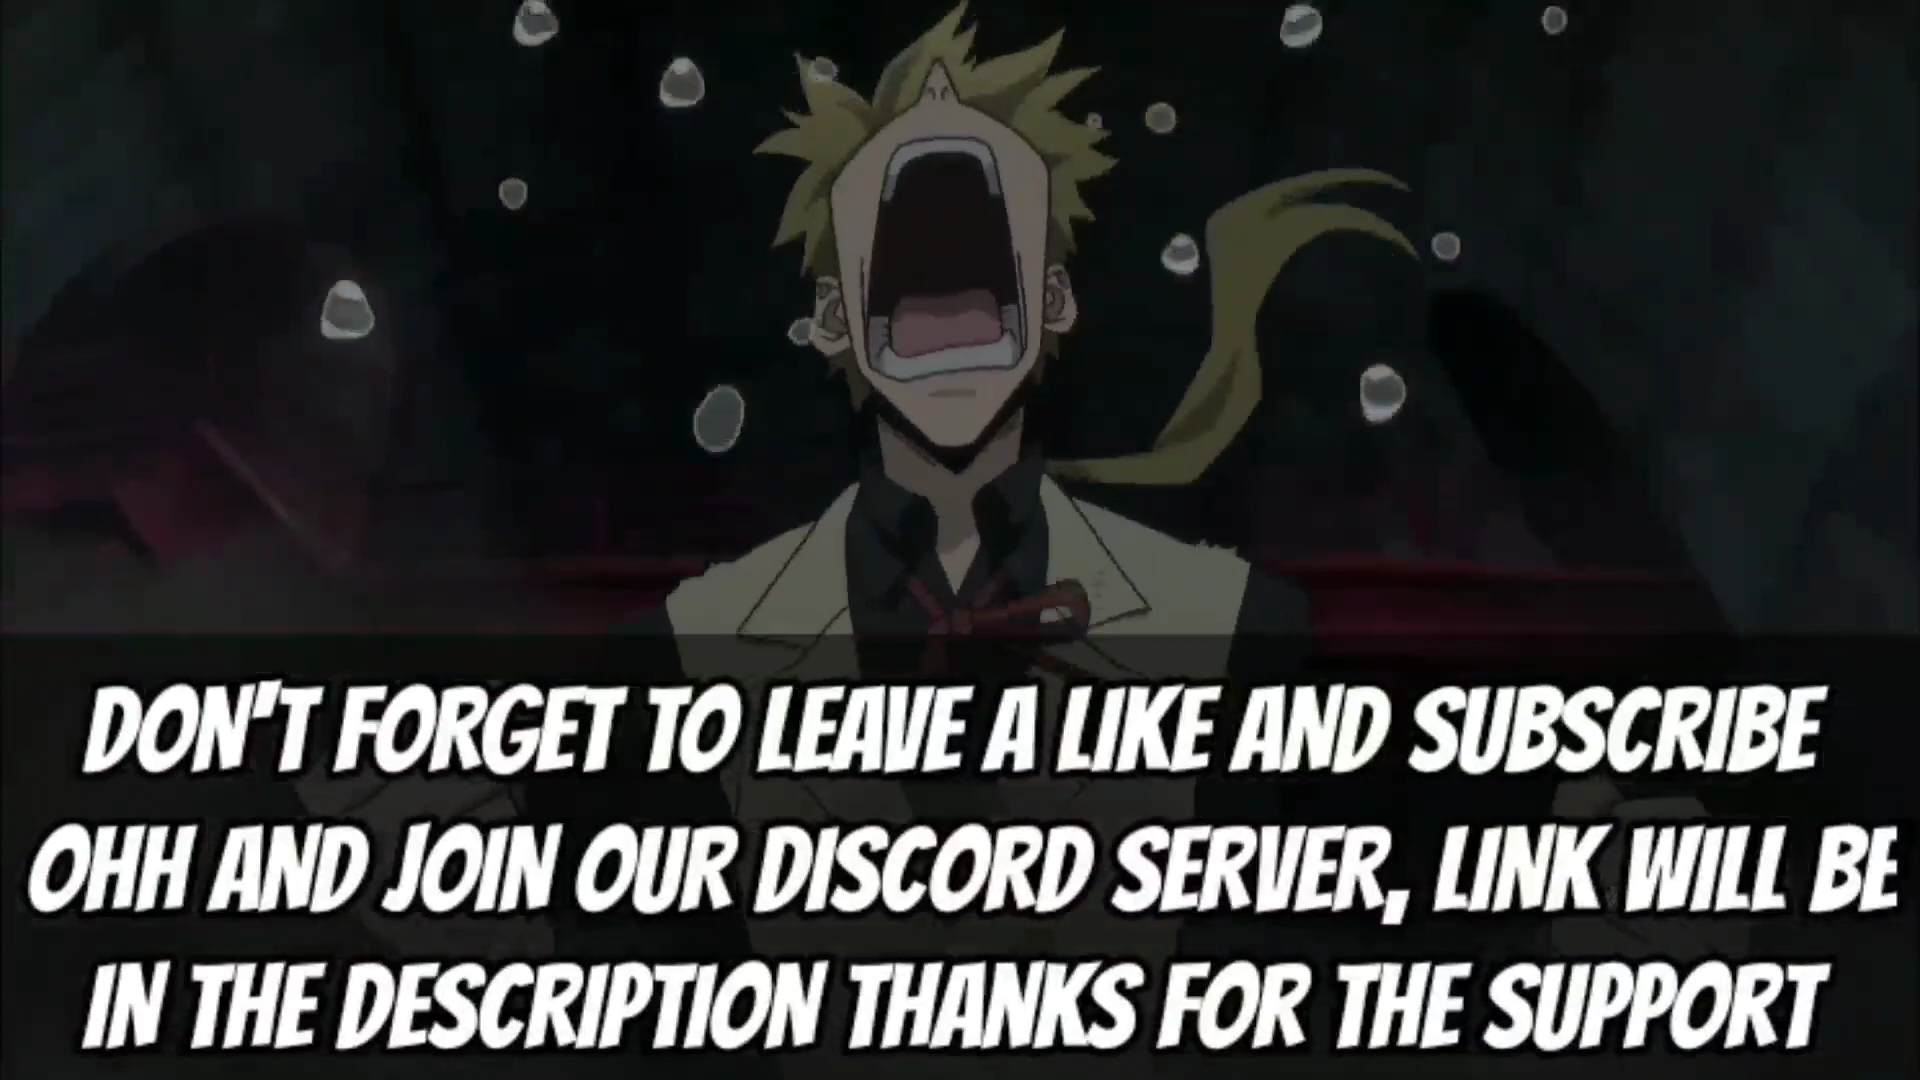 DON'T FORGET TO LEAVE A LIKE AND SUBSCRIBE
OHH AND JOIN OUR DISCORD SERVER, LINK WILL BE
IN THE DESCRIPTION THANKS FOR THE SUPPORT